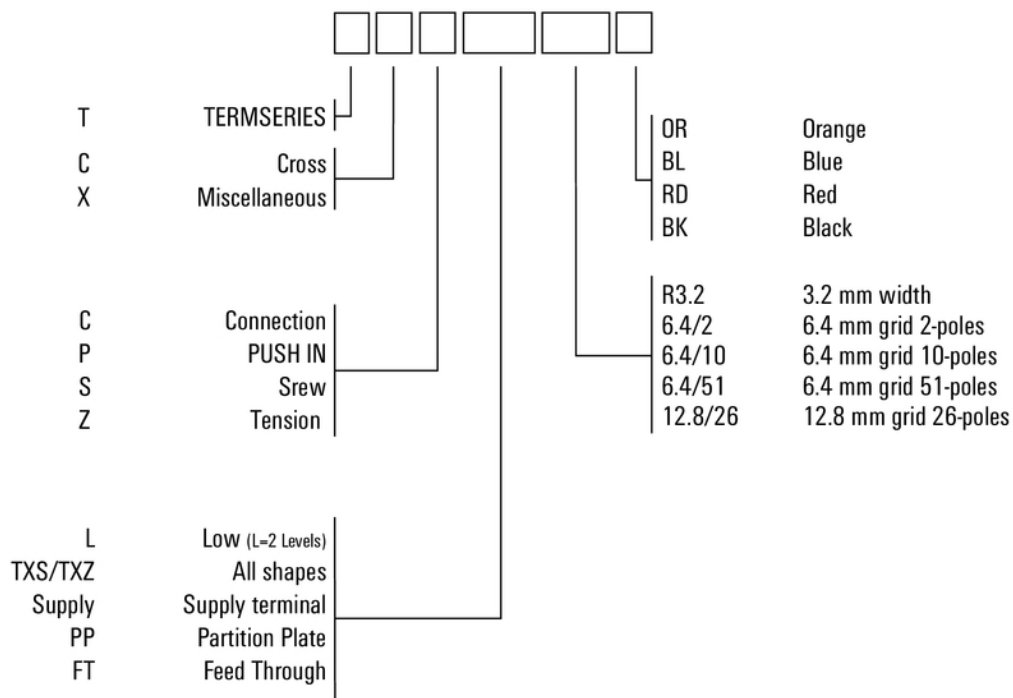 T TERMSERIES
C Cross
X Miscellaneous
OR Orange
BL Blue
RD Red
BK Black
C Connection
P PUSH IN
S Srew
Z Tension
R3.2 3.2 mm width
6.4/2 6.4 mm grid 2-poles
6.4/10 6.4 mm grid 10-poles
6.4/51 6.4 mm grid 51-poles
12.8/26 12.8 mm grid 26-poles
L Low (L=2 Levels)
TXS/TXZ All shapes
Supply Supply terminal
PP Partition Plate
FT Feed Through